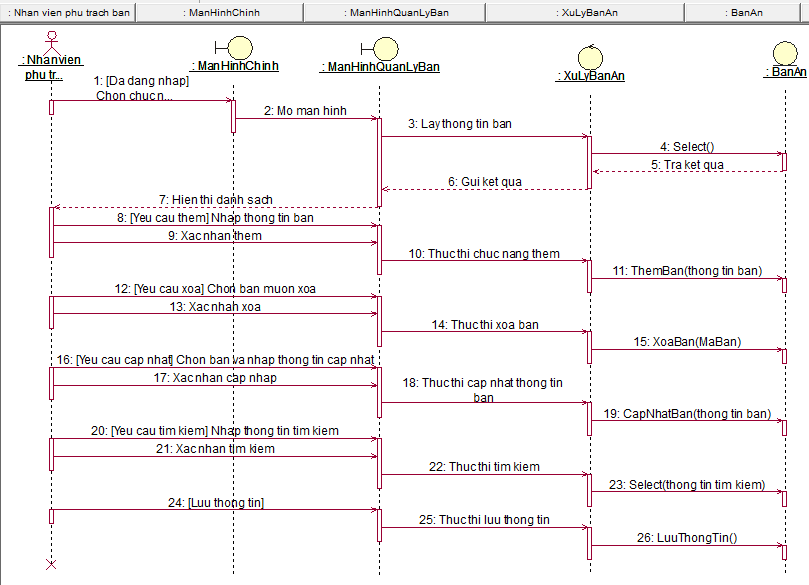 : Nhan vien phu trach ban
: ManHinhChinh
: ManHinhQuanLyBan
: XuLyBanAn
: BanAn
: Nhanvien
phu tr...
: ManHinhChinh
: ManHinhQuanLyBan
: XuLyBanAn
: BanAn
1: [Da dang nhap]
Chon chuc n...
2: Mo man hinh
3: Lay thong tin ban
4: Select()
5: Tra ket qua
6: Gui ket qua
7: Hien thi danh sach
8: [Yeu cau them] Nhap thong tin ban
9: Xac nhan them
10: Thuc thi chuc nang them
11: ThemBan(thong tin ban)
12: [Yeu cau xoa] Chon ban muon xoa
13: Xac nhan xoa
14: Thuc thi xoa ban
15: XoaBan(MaBan)
16: [Yeu cau cap nhat] Chon ban va nhap thong tin cap nhat
17: Xac nhan cap nhap
18: Thuc thi cap nhat thong tin
ban
19: CapNhatBan(thong tin ban)
20: [Yeu cau tim kiem] Nhap thong tin tim kiem
21: Xac nhan tim kiem
22: Thuc thi tim kiem
23: Select(thong tin tim kiem)
24: [Luu thong tin]
25: Thuc thi luu thong tin
26: LuuThongTin()